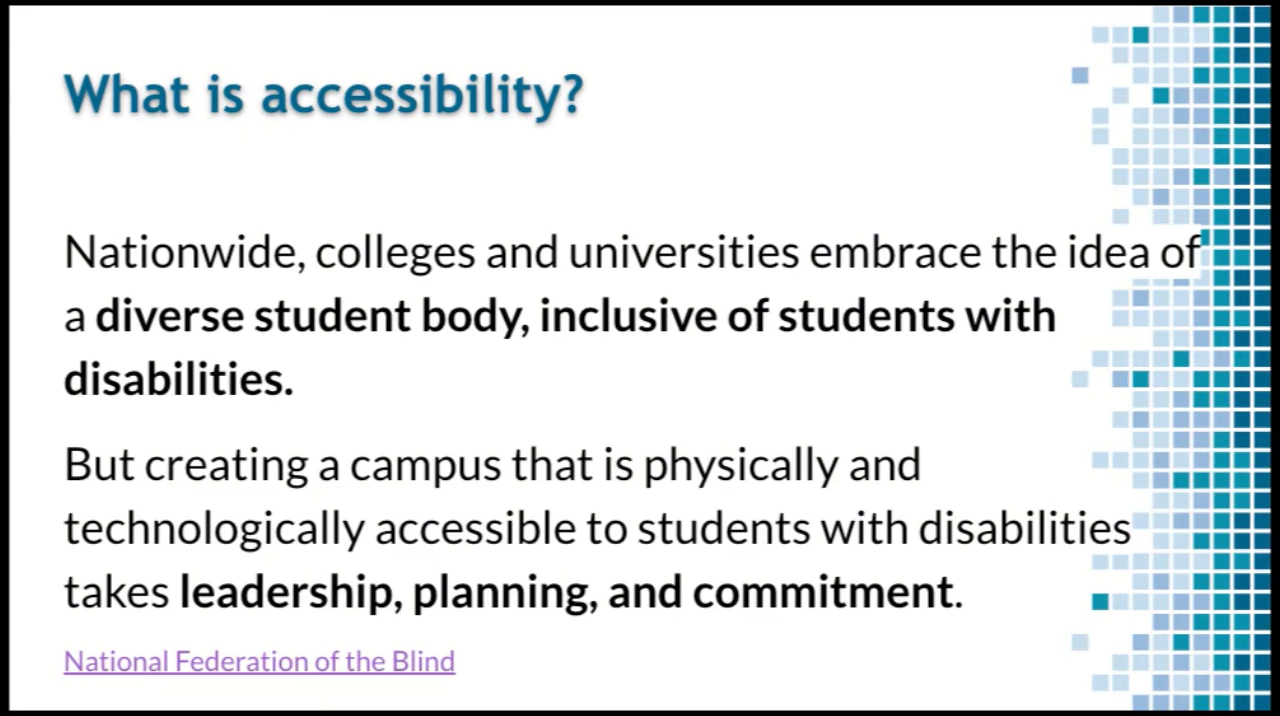 What is accessibility?
Nationwide, colleges and universities embrace the idea of
a diverse student body, inclusive of students with
disabilities.
But creating a campus that is physically and
technologically accessible to students with disabilities
takes leadership, planning, and commitment.
National Federation of the Blind